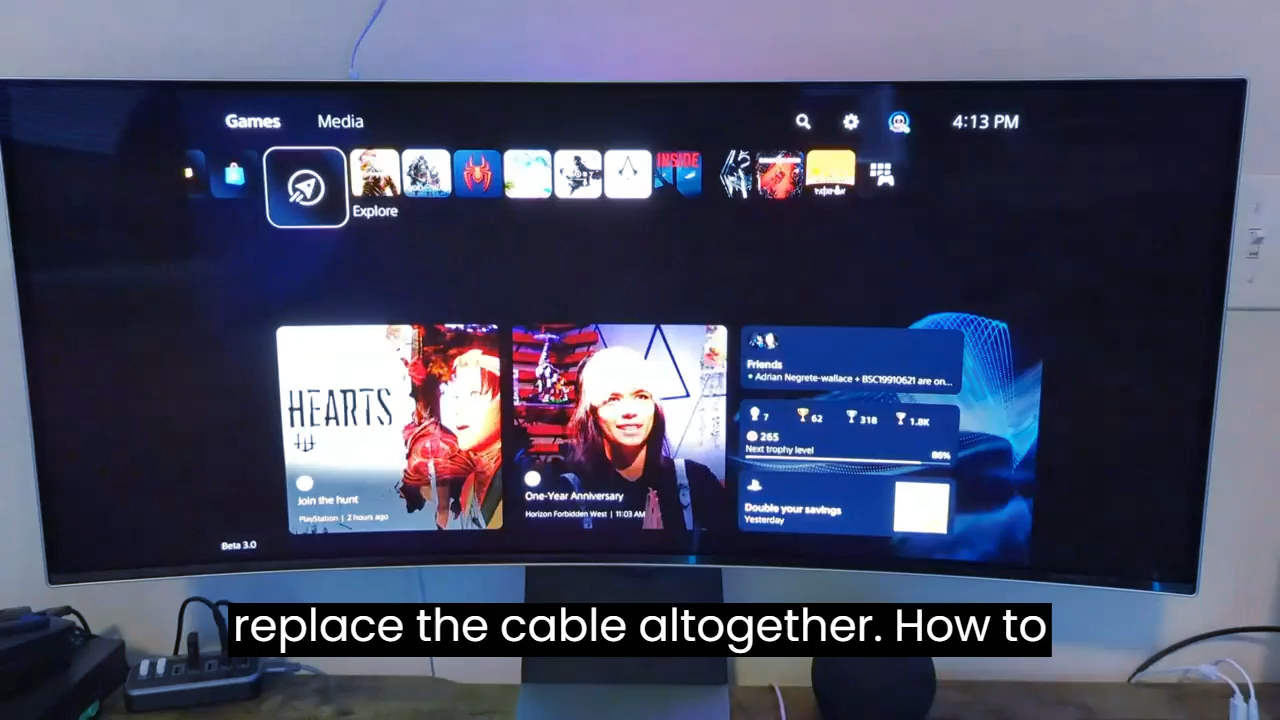 Games Media 4:13 PM
INSIDE
Explore
HEARTS
Join the hunt
PlayStation | 2 hours ago
One-Year Anniversary
Horizon Forbidden West | 11:03 AM
Friends
• Adrian Negrete-wallace + BSC19910621 are on...
7 62 318 1.8K
265
Next trophy level
86%
Double your savings
Yesterday
Beta 3.0
replace the cable altogether. How to